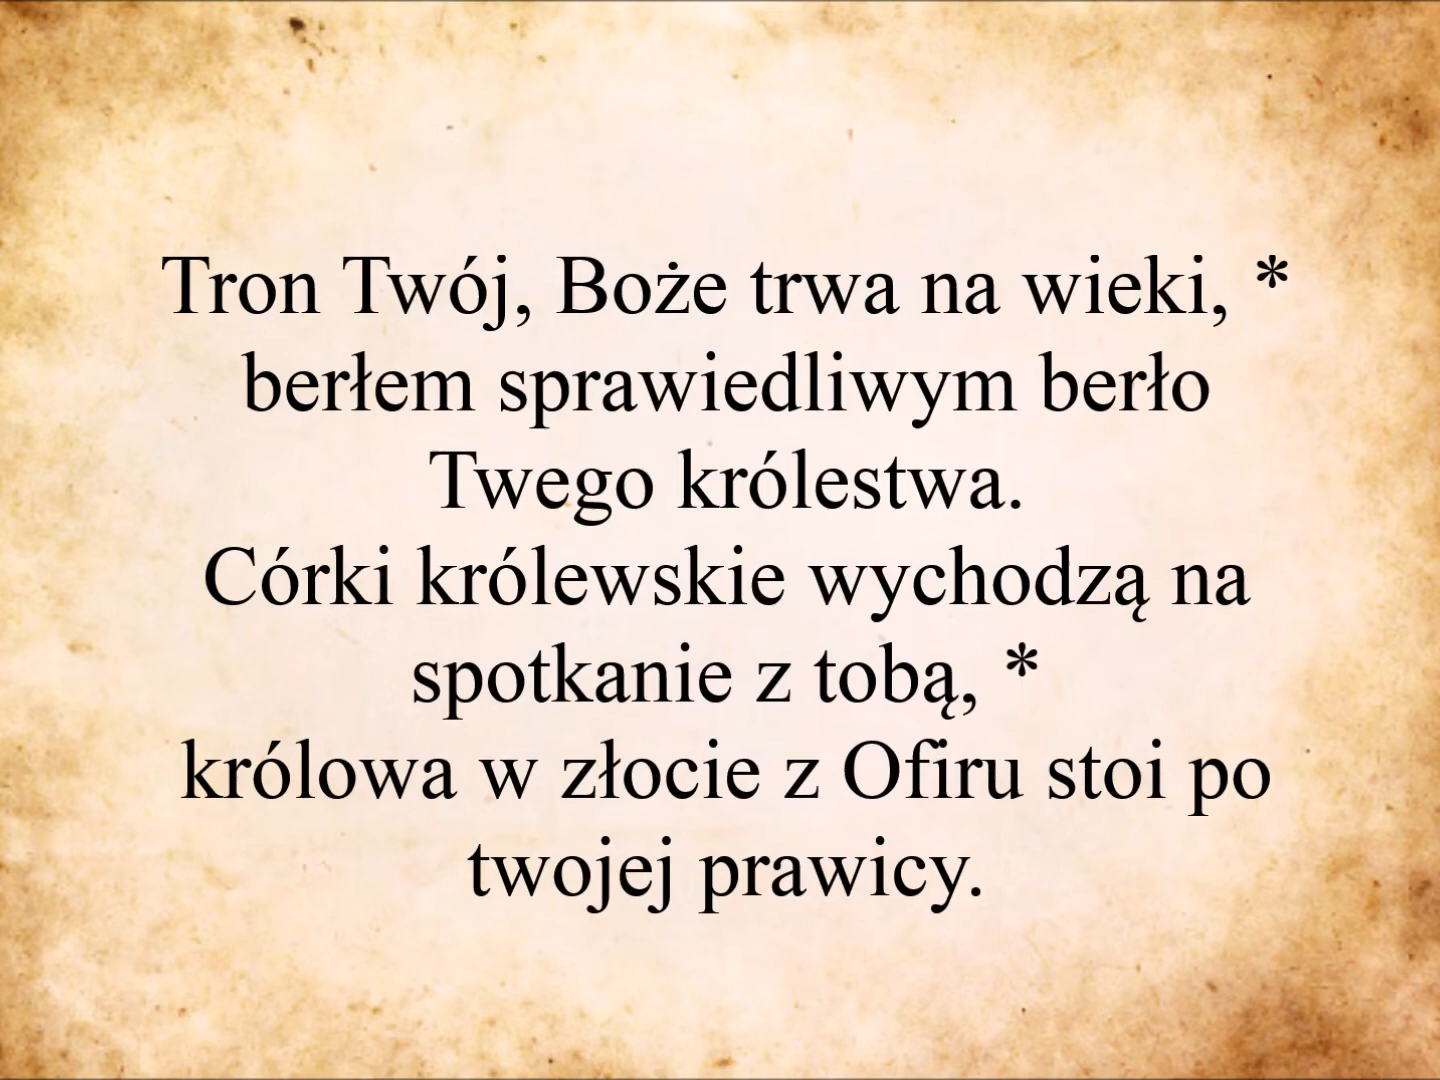 Tron Twój, Boże trwa na wieki, *
berłem sprawiedliwym berło
Twego królestwa.
Córki królewskie wychodzą na
spotkanie z tobą, *
królowa w złocie z Ofiru stoi po
twojej prawicy.